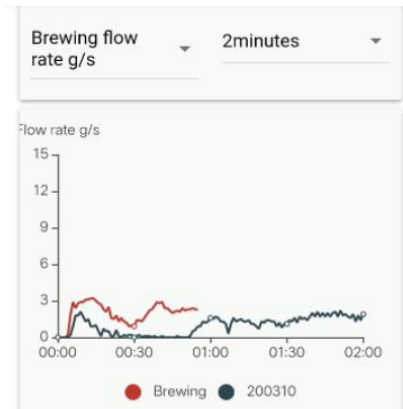 Brewing flow
rate g/s
2minutes
Flow rate g/s
15
12
9
6
3
0
00:00 00:30 01:00 01:30 02:00
Brewing 200310